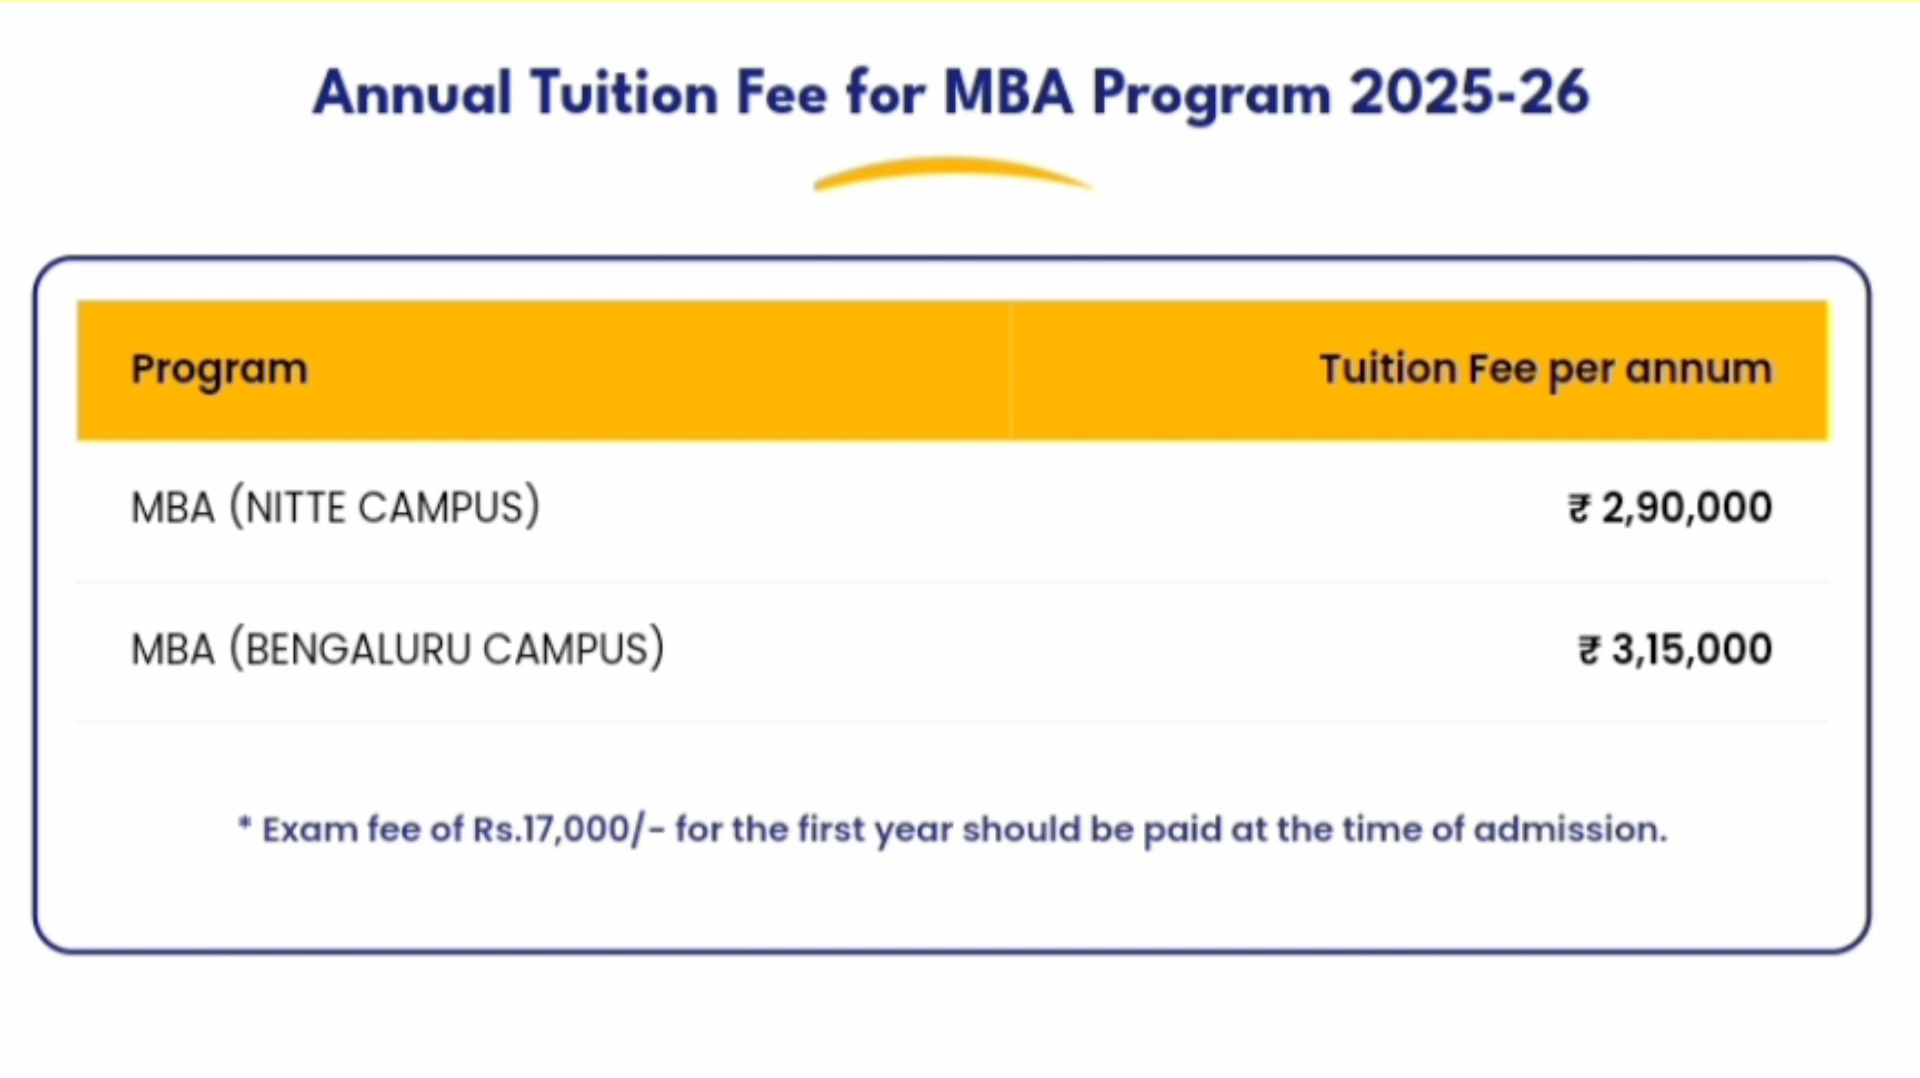 Annual Tuition Fee for MBA Program 2025-26
Program Tuition Fee per annum
MBA (NITTE CAMPUS) ₹ 2,90,000
MBA (BENGALURU CAMPUS) ₹ 3,15,000
* Exam fee of Rs.17,000/- for the first year should be paid at the time of admission.